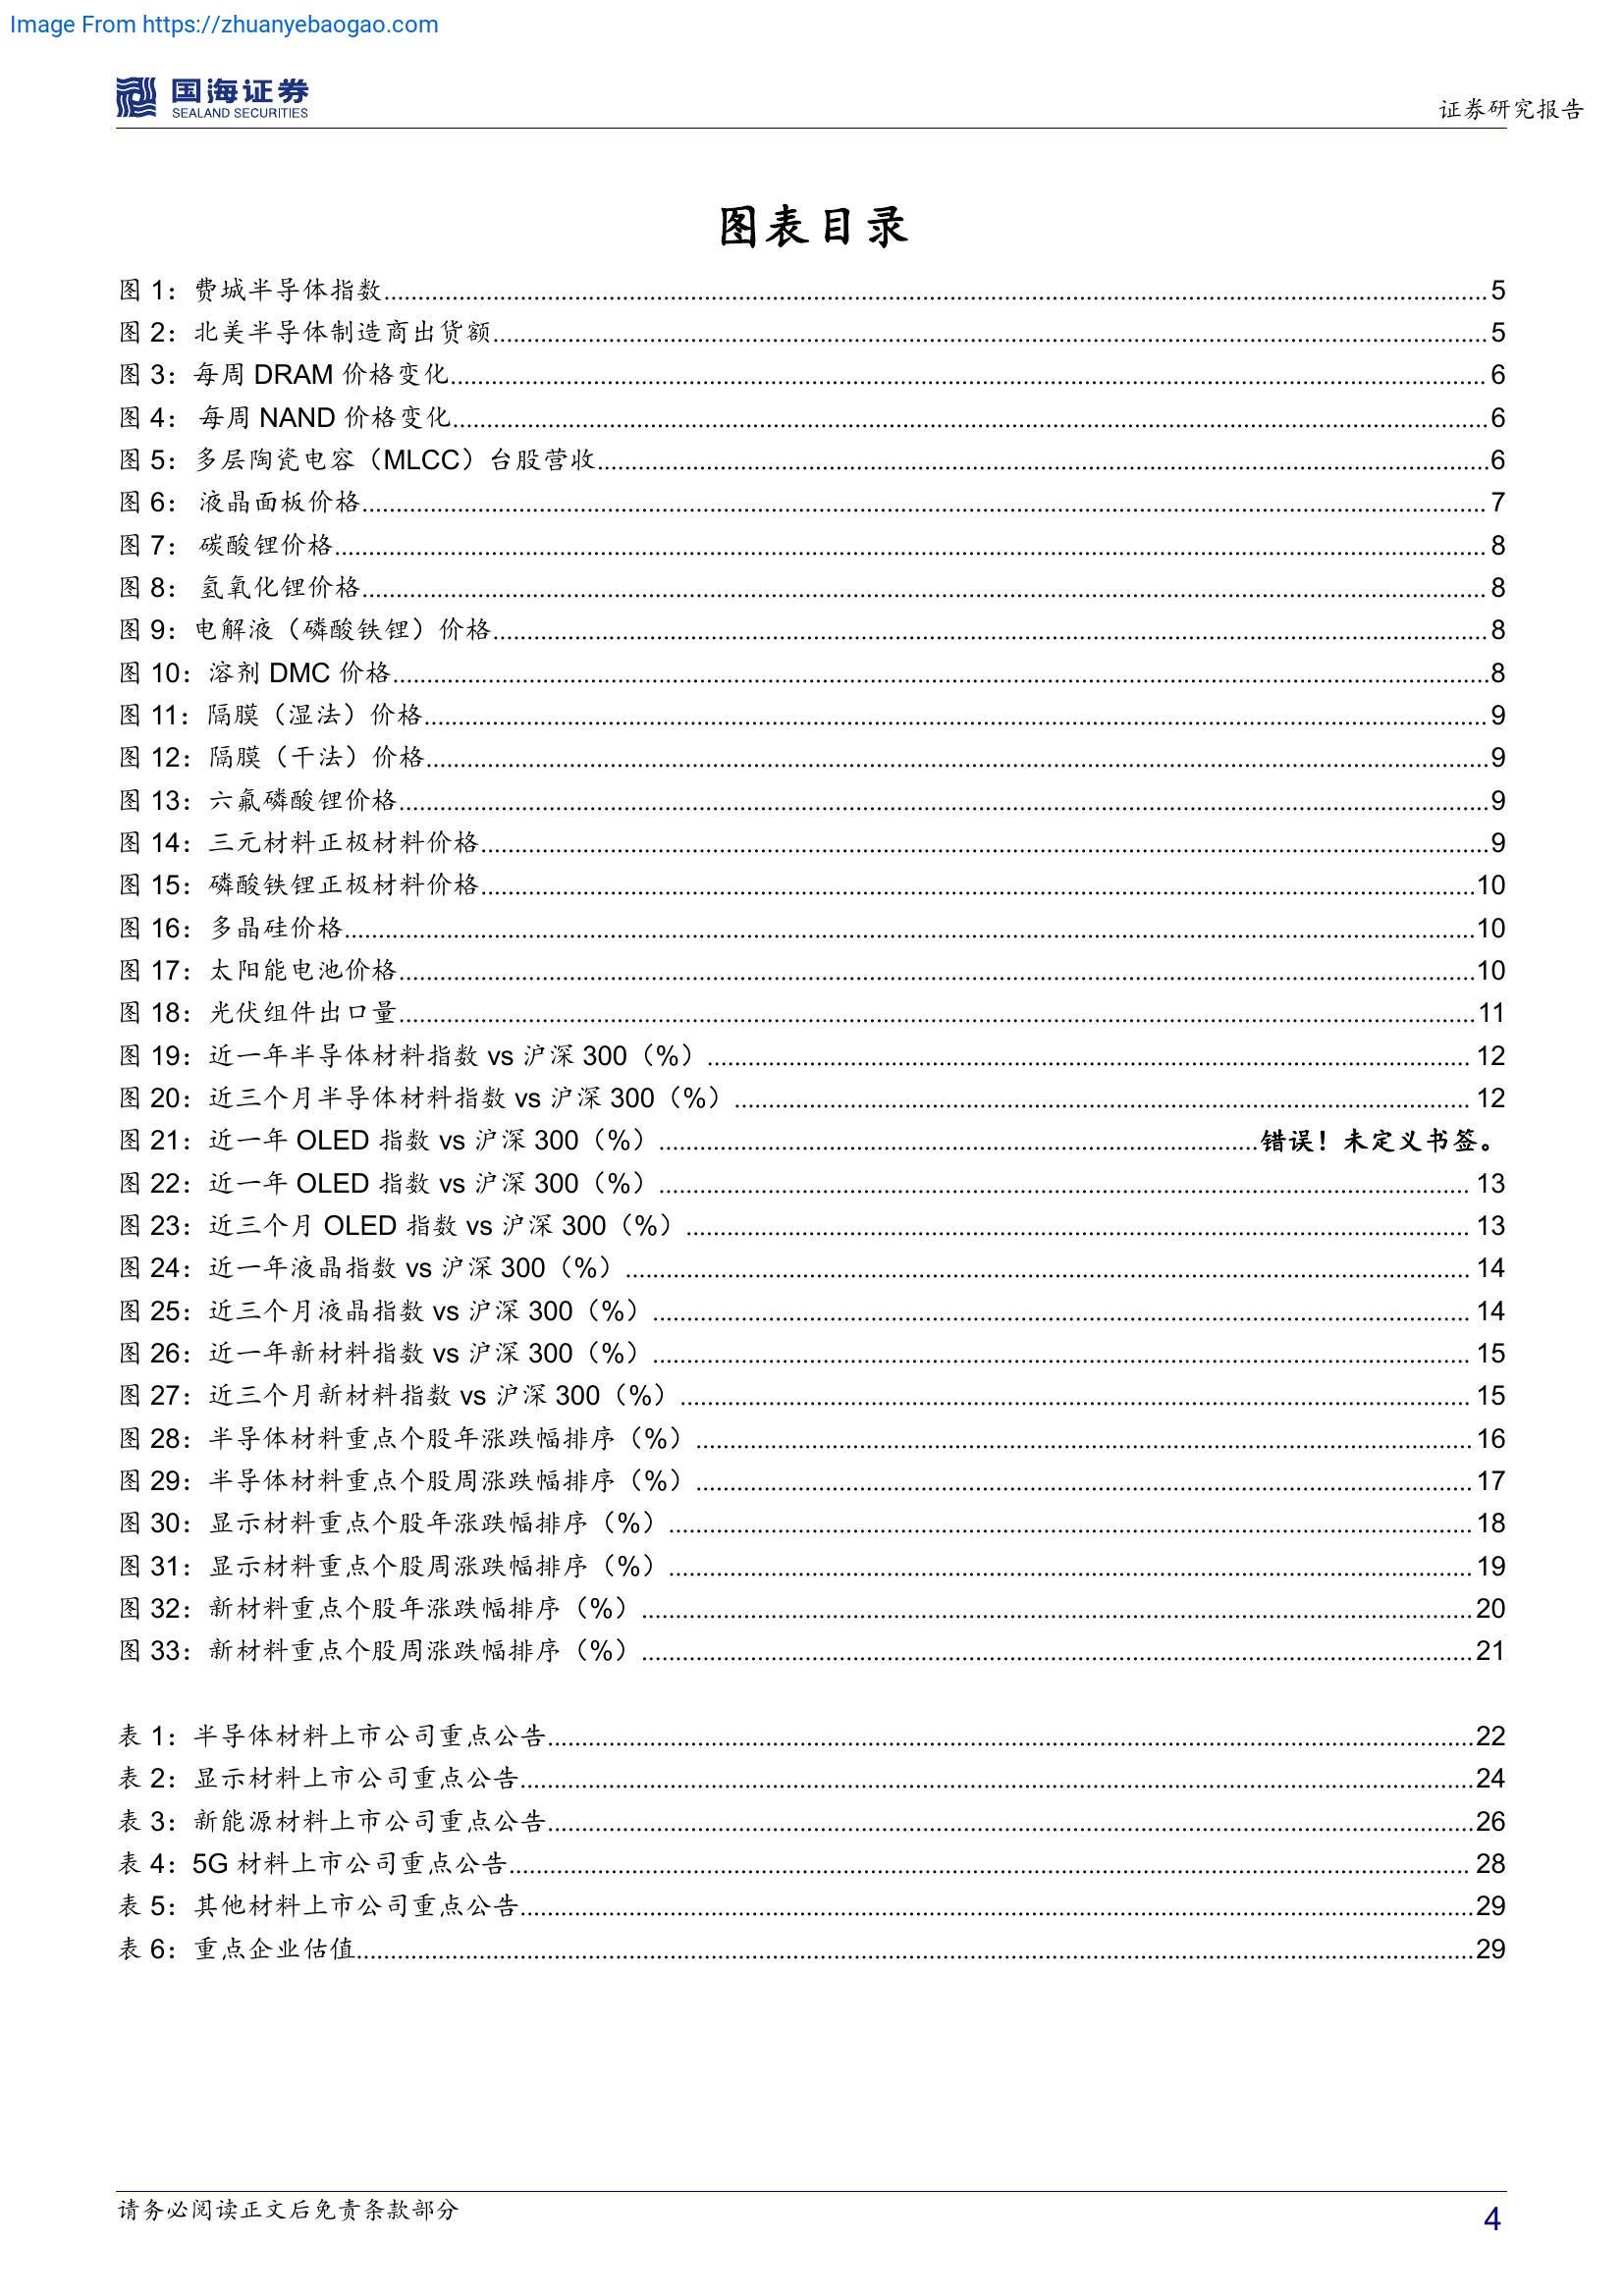 Image From https://zhuanyebaogao.com
国海证券
SEALAND SECURITIES
证券研究报告
图表目录
图 1：费城半导体指数 5
图 2：北美半导体制造商出货额 5
图 3：每周 DRAM 价格变化 6
图 4： 每周 NAND 价格变化 6
图 5：多层陶瓷电容（MLCC）台股营收 6
图 6： 液晶面板价格 7
图 7： 碳酸锂价格 8
图 8： 氢氧化锂价格 8
图 9：电解液（磷酸铁锂）价格 8
图 10：溶剂 DMC 价格 8
图 11：隔膜（湿法）价格 9
图 12：隔膜（干法）价格 9
图 13：六氟磷酸锂价格 9
图 14：三元材料正极材料价格 9
图 15：磷酸铁锂正极材料价格 10
图 16：多晶硅价格 10
图 17：太阳能电池价格 10
图 18：光伏组件出口量 11
图 19：近一年半导体材料指数 vs 沪深 300（%） 12
图 20：近三个月半导体材料指数 vs 沪深 300（%） 12
图 21：近一年 OLED 指数 vs 沪深 300（%） 错误！未定义书签。
图 22：近一年 OLED 指数 vs 沪深 300（%） 13
图 23：近三个月 OLED 指数 vs 沪深 300（%） 13
图 24：近一年液晶指数 vs 沪深 300（%） 14
图 25：近三个月液晶指数 vs 沪深 300（%） 14
图 26：近一年新材料指数 vs 沪深 300（%） 15
图 27：近三个月新材料指数 vs 沪深 300（%） 15
图 28：半导体材料重点个股年涨跌幅排序（%） 16
图 29：半导体材料重点个股周涨跌幅排序（%） 17
图 30：显示材料重点个股年涨跌幅排序（%） 18
图 31：显示材料重点个股周涨跌幅排序（%） 19
图 32：新材料重点个股年涨跌幅排序（%） 20
图 33：新材料重点个股周涨跌幅排序（%） 21
表 1：半导体材料上市公司重点公告 22
表 2：显示材料上市公司重点公告 24
表 3：新能源材料上市公司重点公告 26
表 4：5G 材料上市公司重点公告 28
表 5：其他材料上市公司重点公告 29
表 6：重点企业估值 29
请务必阅读正文后免责条款部分
4